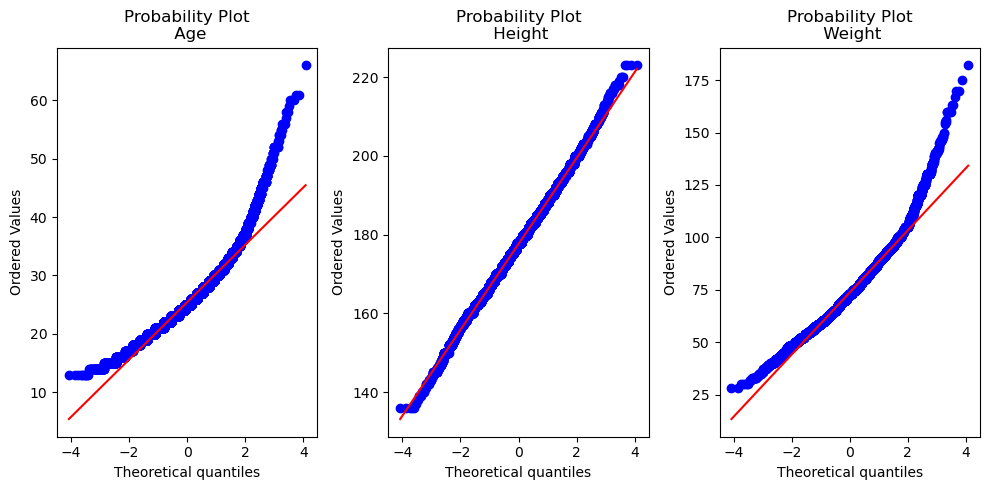 Probability Plot
Age
Ordered Values
60
50
40
30
20
10
−4
−2
0
2
4
Theoretical quantiles
Probability Plot
Height
Ordered Values
220
200
180
160
140
−4
−2
0
2
4
Theoretical quantiles
Probability Plot
Weight
Ordered Values
175
150
125
100
75
50
25
−4
−2
0
2
4
Theoretical quantiles